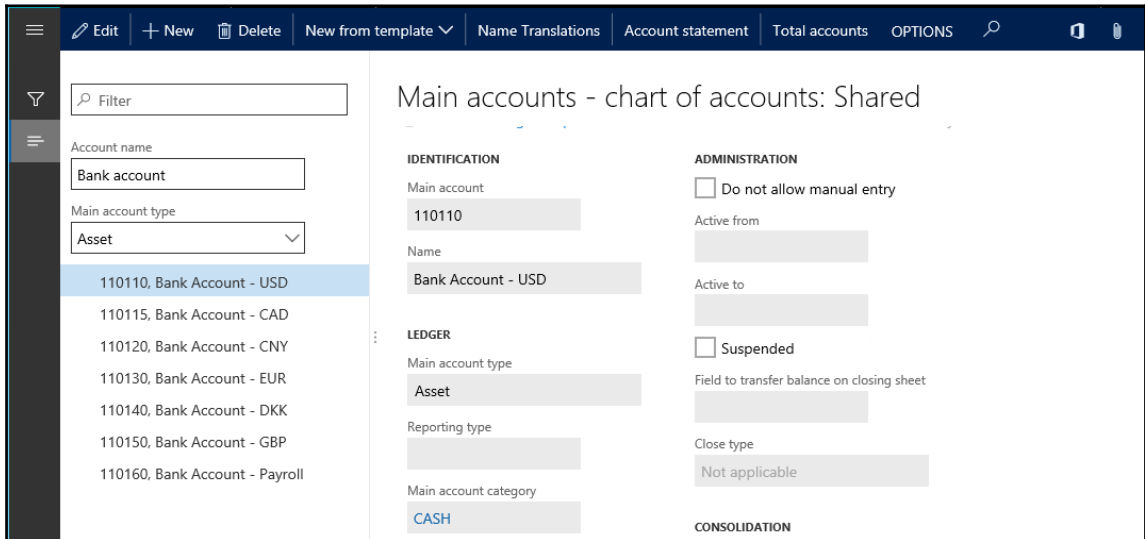 Edit New Delete New from template Name Translations Account statement Total accounts OPTIONS
Filter
Account name
Bank account
Main account type
Asset
110110, Bank Account - USD
110115, Bank Account - CAD
110120, Bank Account - CNY
110130, Bank Account - EUR
110140, Bank Account - DKK
110150, Bank Account - GBP
110160, Bank Account - Payroll
Main accounts - chart of accounts: Shared
IDENTIFICATION
Main account
110110
Name
Bank Account - USD
LEDGER
Main account type
Asset
Reporting type
Main account category
CASH
ADMINISTRATION
Do not allow manual entry
Active from
Active to
Suspended
Field to transfer balance on closing sheet
Close type
Not applicable
CONSOLIDATION